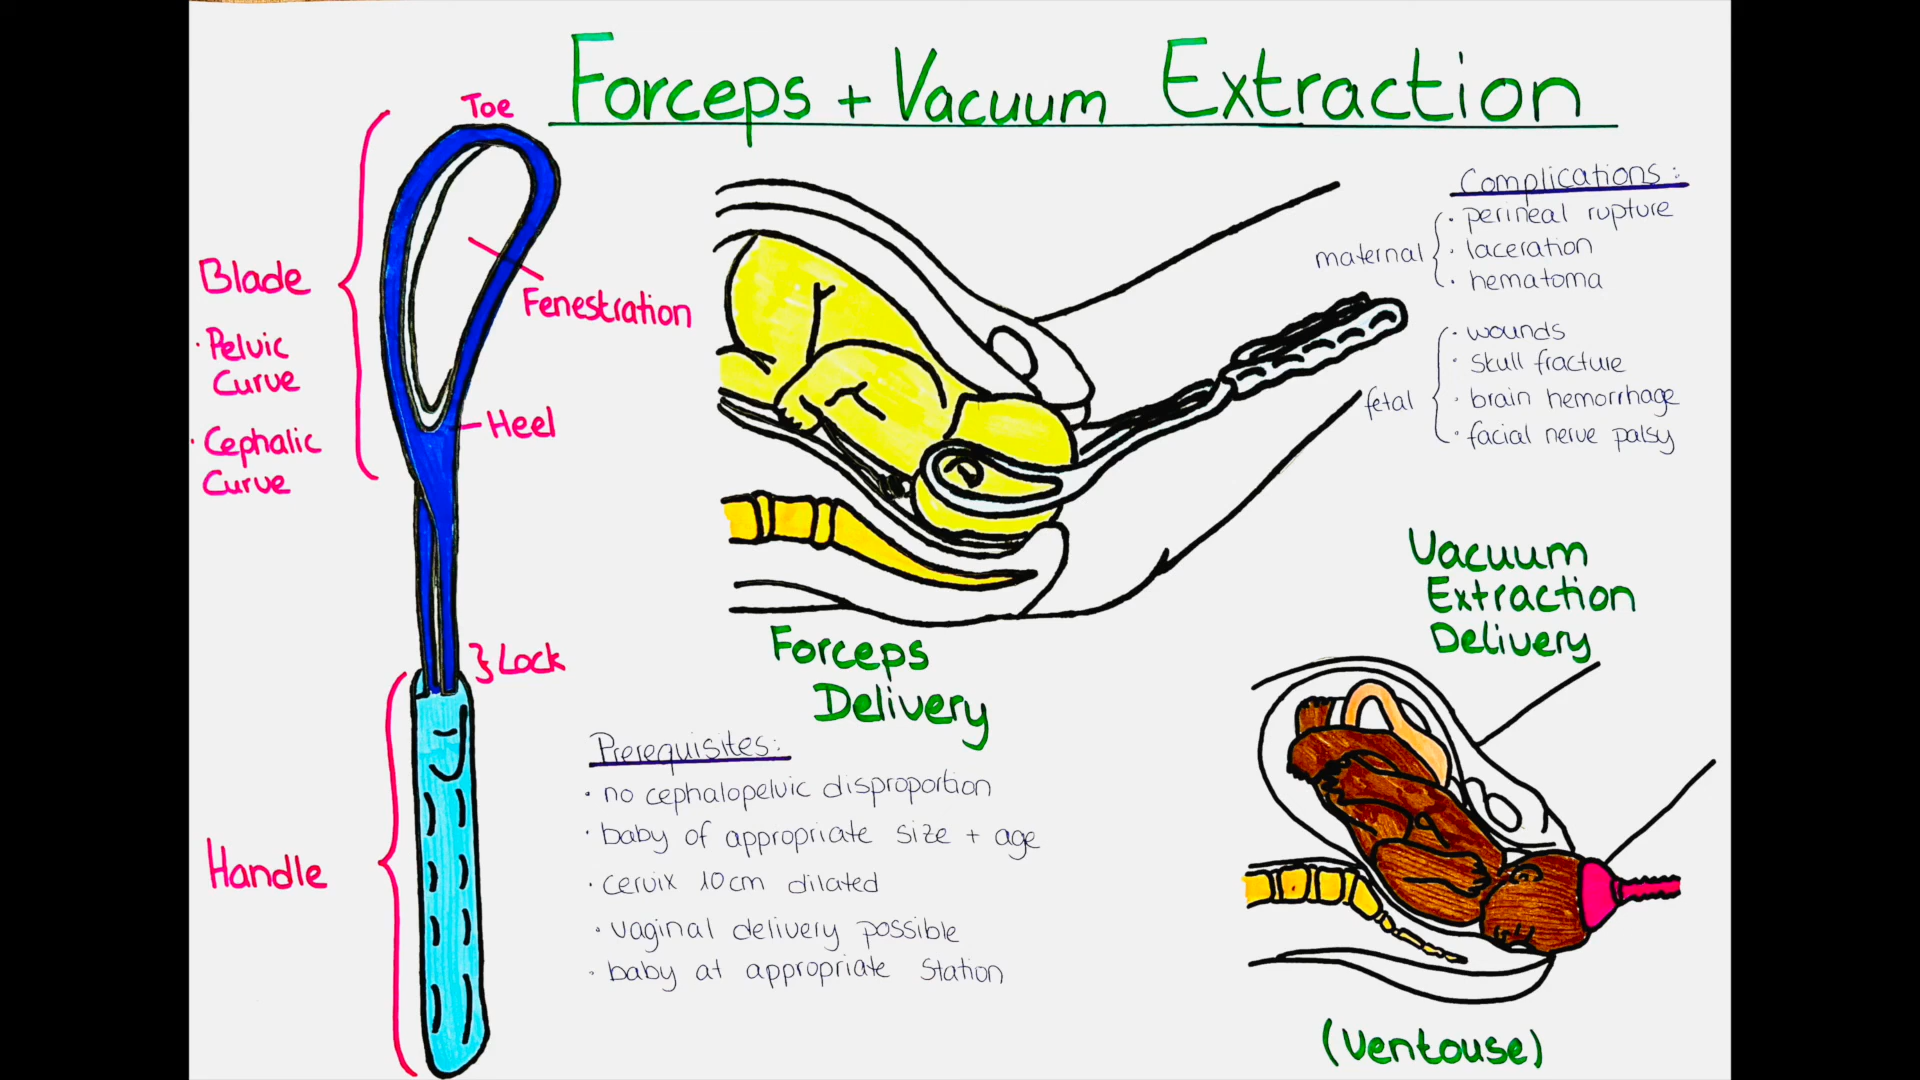 Forceps + Vacuum Extraction
Toe
Blade
· Pelvic
Curve
· Cephalic
Curve
Fenestration
Heel
Lock
Handle
Complications:
maternal
· perineal rupture
· laceration
· hematoma
fetal
· wounds
· skull fracture
· brain hemorrhage
· facial nerve palsy
Forceps
Delivery
Prerequisites:
· no cephalopelvic disproportion
· baby of appropriate size + age
· cervix 10cm dilated
· vaginal delivery possible
· baby at appropriate station
Vacuum
Extraction
Delivery
(Ventouse)